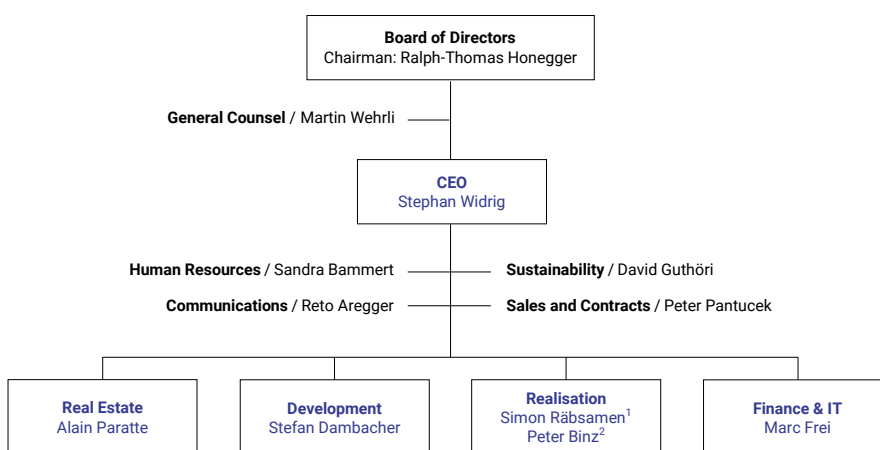 Board of Directors
Chairman: Ralph-Thomas Honegger
General Counsel / Martin Wehrli
CEO
Stephan Widrig
Human Resources / Sandra Bammert
Sustainability / David Guthöri
Communications / Reto Aregger
Sales and Contracts / Peter Pantucek
Real Estate
Alain Paratte
Development
Stefan Dambacher
Realisation
Simon Räbsamen¹
Peter Binz²
Finance & IT
Marc Frei